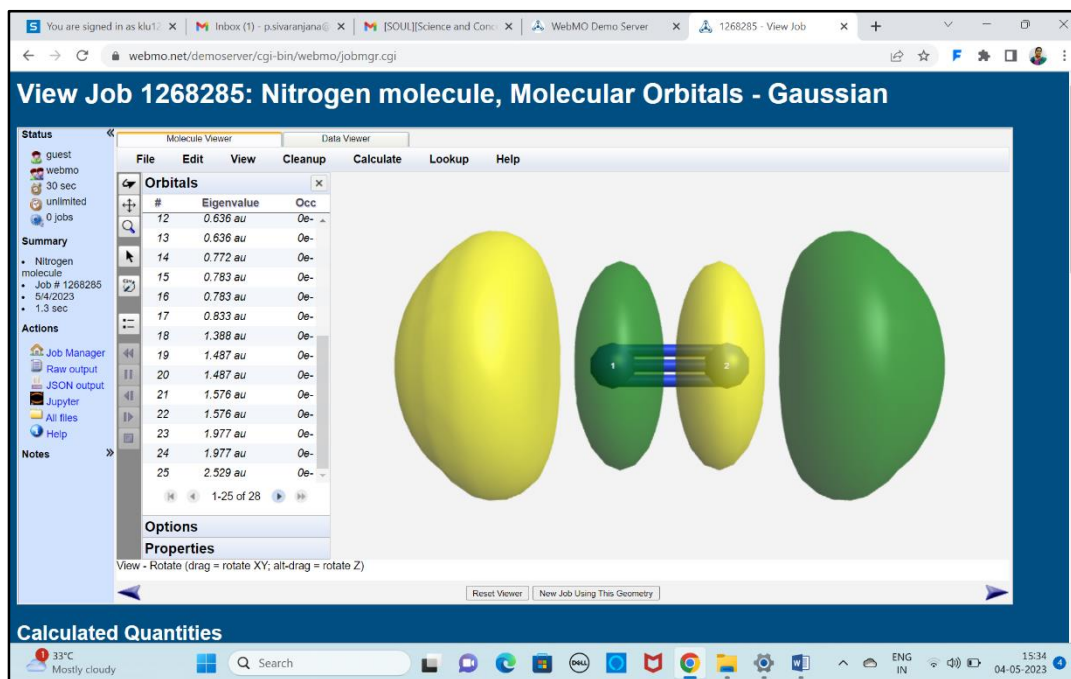 You are signed in as klu12
Inbox (1) - p.sivaranjana@
[SOUL][Science and Conc
WebMO Demo Server
1268285 - View Job
webmo.net/demoserver/cgi-bin/webmo/jobmgr.cgi
View Job 1268285: Nitrogen molecule, Molecular Orbitals - Gaussian
Status
guest
webmo
30 sec
unlimited
0 jobs
Summary
• Nitrogen
molecule
• Job # 1268285
• 5/4/2023
• 1.3 sec
Actions
Job Manager
Raw output
JSON output
Jupyter
All files
Help
Notes
Molecule Viewer Data Viewer
File Edit View Cleanup Calculate Lookup Help
Orbitals
# Eigenvalue Occ
12 0.636 au 0e-
13 0.636 au 0e-
14 0.772 au 0e-
15 0.783 au 0e-
16 0.783 au 0e-
17 0.833 au 0e-
18 1.388 au 0e-
19 1.487 au 0e-
20 1.487 au 0e-
21 1.576 au 0e-
22 1.576 au 0e-
23 1.977 au 0e-
24 1.977 au 0e-
25 2.529 au 0e-
1-25 of 28
Options
Properties
1 2
View - Rotate (drag = rotate XY; alt-drag = rotate Z)
Reset Viewer New Job Using This Geometry
Calculated Quantities
1
33°C
Mostly cloudy
Search
DELL
ENG
IN
15:34
04-05-2023
4